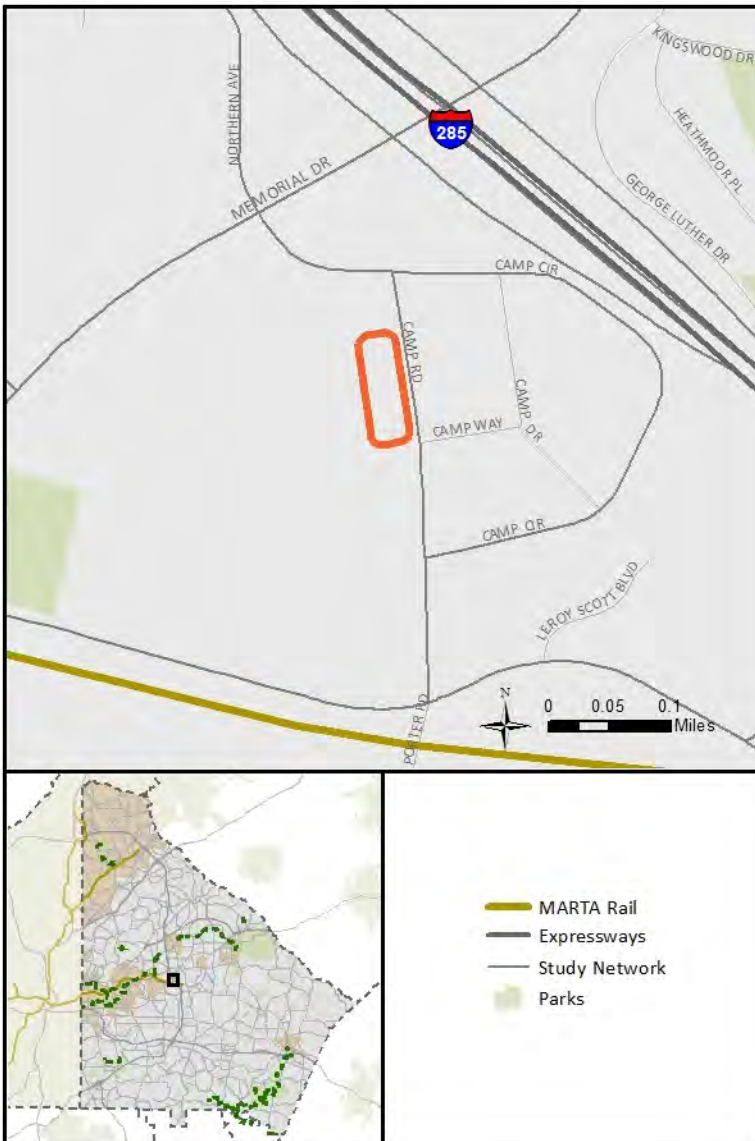 KINGSWOOD DR
NORTHERN AVE
HEATHMOOR PL
285
MEMORIAL DR
GEORGE LUTHER DR
CAMP CIR
CAMP RD
CAMP DR
CAMP WAY
CAMP CIR
LEROY SCOTT BLVD
PORTER RD
N
0 0.05 0.1
Miles
MARTA Rail
Expressways
Study Network
Parks